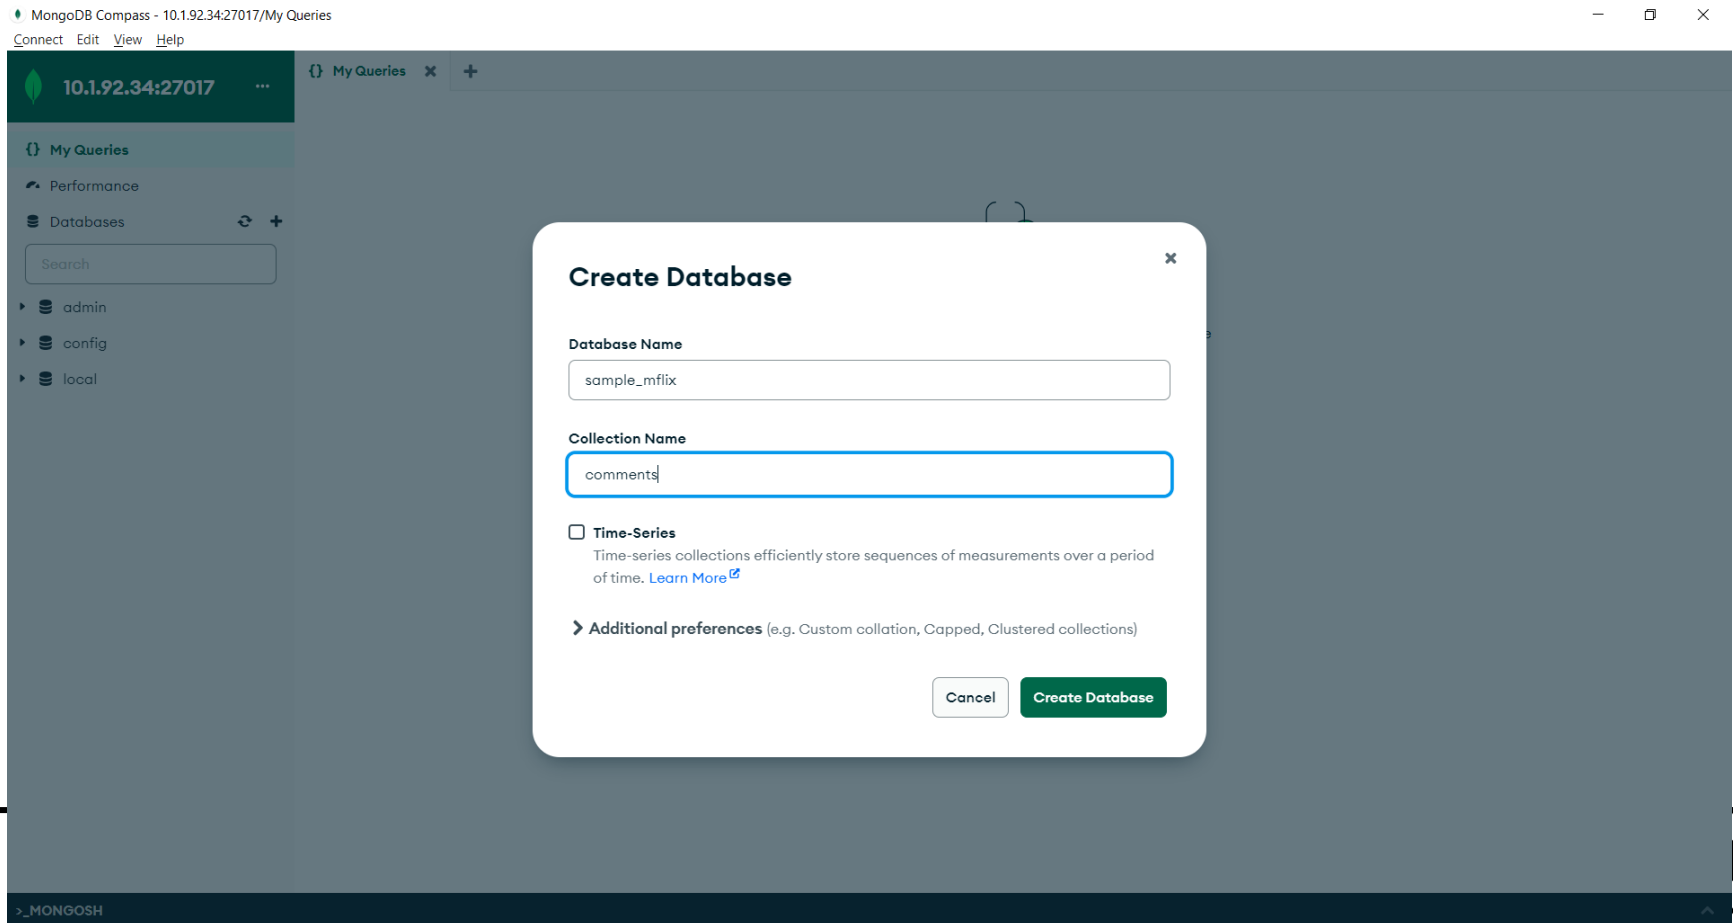 MongoDB Compass - 10.1.92.34:27017/My Queries
Connect Edit View Help
10.1.92.34:27017 ...
{} My Queries
{} My Queries
Performance
Databases
Search
admin
config
local
Create Database
Database Name
sample_mflix
Collection Name
comments
Time-Series
Time-series collections efficiently store sequences of measurements over a period
of time. Learn More
Additional preferences (e.g. Custom collation, Capped, Clustered collections)
Cancel Create Database
>_MONGOSH